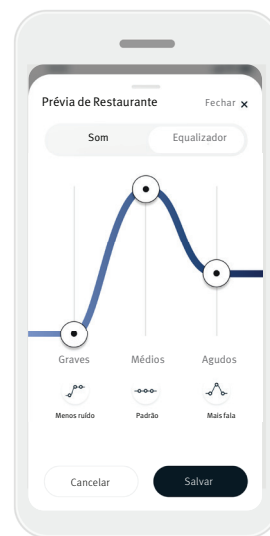 Prévia de Restaurante Fechar ×
Som Equalizador
Graves Médios Agudos
Menos ruído Padrão Mais fala
Cancelar Salvar